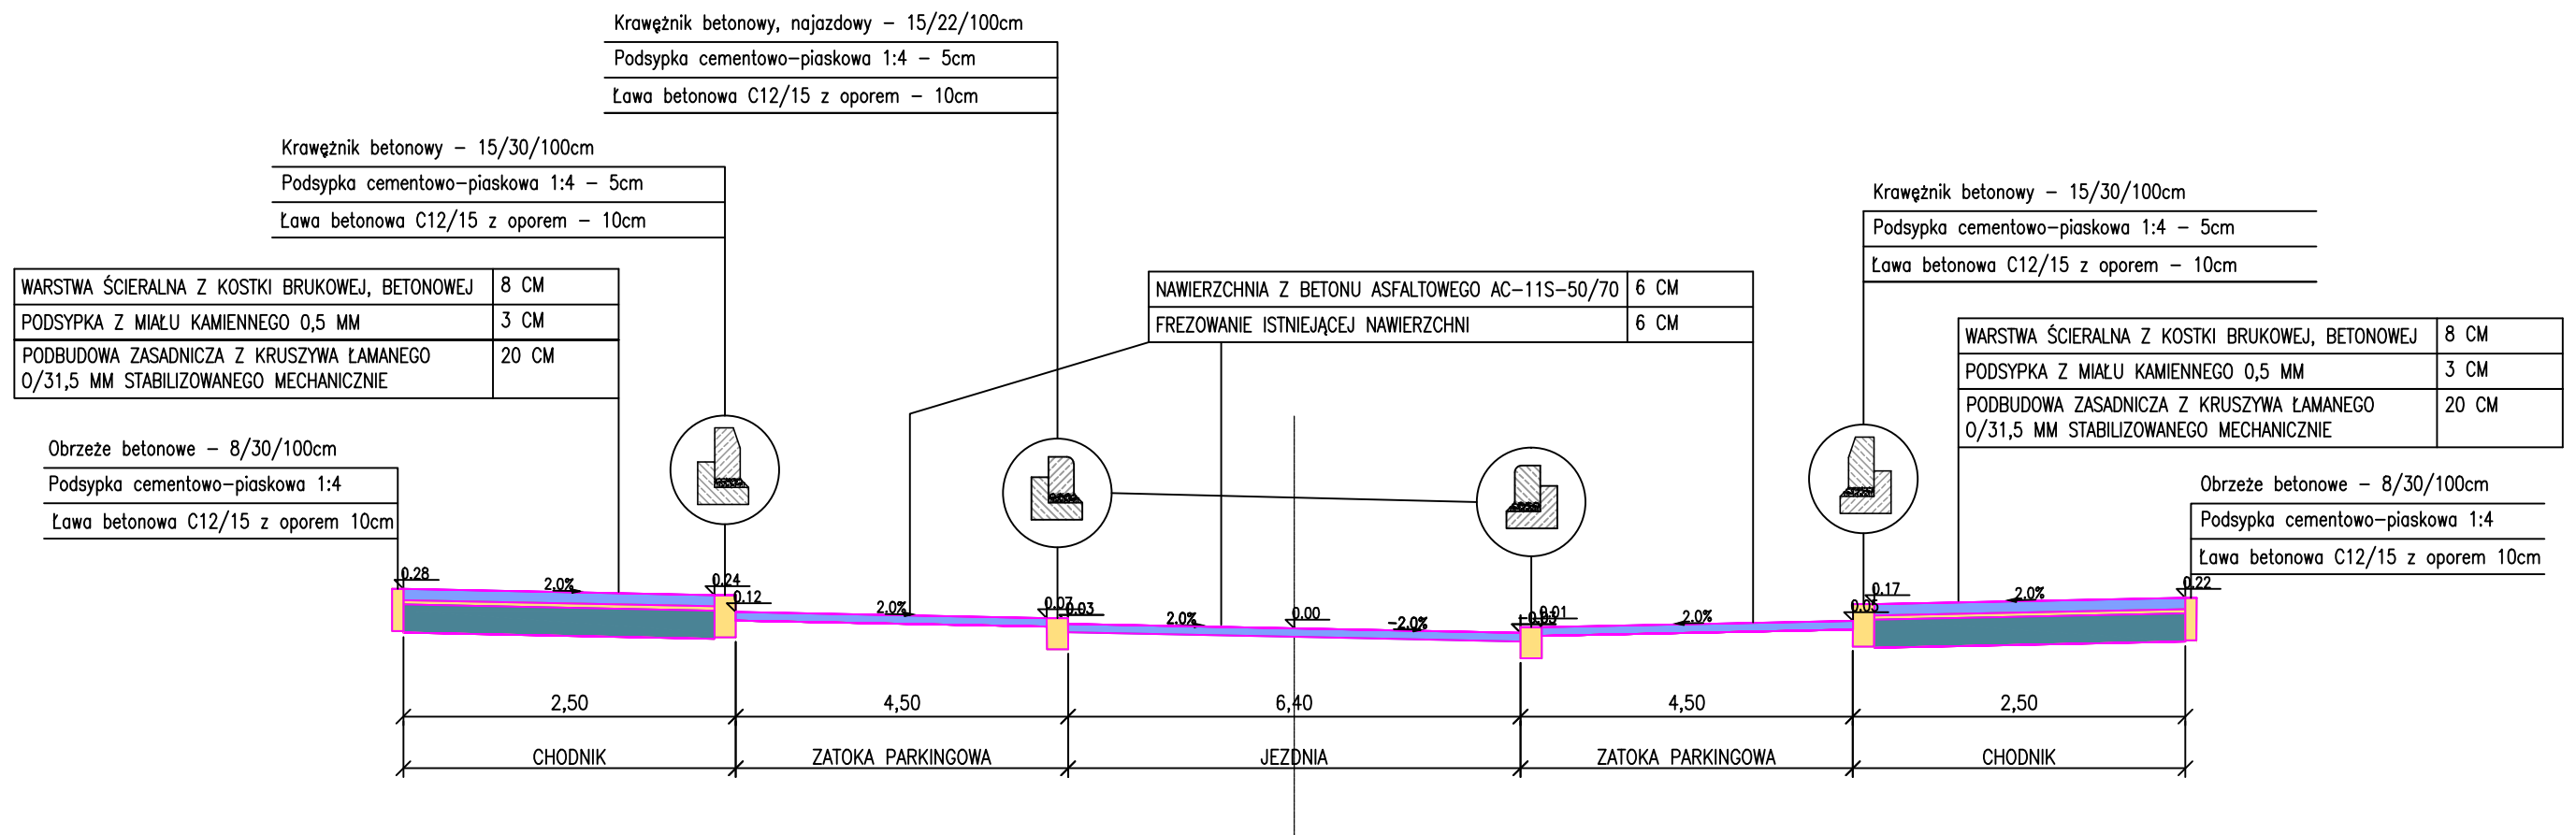 Krawężnik betonowy, najazdowy – 15/22/100cm
Podsypka cementowo–piaskowa 1:4 – 5cm
Ława betonowa C12/15 z oporem – 10cm
Krawężnik betonowy – 15/30/100cm
Podsypka cementowo–piaskowa 1:4 – 5cm
Ława betonowa C12/15 z oporem – 10cm
Krawężnik betonowy – 15/30/100cm
Podsypka cementowo–piaskowa 1:4 – 5cm
Ława betonowa C12/15 z oporem – 10cm
WARSTWA ŚCIERALNA Z KOSTKI BRUKOWEJ, BETONOWEJ 8 CM
PODSYPKA Z MIAŁU KAMIENNEGO 0,5 MM 3 CM
PODBUDOWA ZASADNICZA Z KRUSZYWA ŁAMANEGO 20 CM
0/31,5 MM STABILIZOWANEGO MECHANICZNIE
NAWIERZCHNIA Z BETONU ASFALTOWEGO AC–11S–50/70 6 CM
FREZOWANIE ISTNIEJĄCEJ NAWIERZCHNI 6 CM
WARSTWA ŚCIERALNA Z KOSTKI BRUKOWEJ, BETONOWEJ 8 CM
PODSYPKA Z MIAŁU KAMIENNEGO 0,5 MM 3 CM
PODBUDOWA ZASADNICZA Z KRUSZYWA ŁAMANEGO 20 CM
0/31,5 MM STABILIZOWANEGO MECHANICZNIE
Obrzeże betonowe – 8/30/100cm
Podsypka cementowo–piaskowa 1:4
Ława betonowa C12/15 z oporem 10cm
Obrzeże betonowe – 8/30/100cm
Podsypka cementowo–piaskowa 1:4
Ława betonowa C12/15 z oporem 10cm
0.28 2.0% 0.24 0.12 2.0% 0.07 0.03 2.0% 0.00 –2.0% 0.01 –2.0% 0.05 0.17 2.0% 0.22
2,50 4,50 6,40 4,50 2,50
CHODNIK ZATOKA PARKINGOWA JEZDNIA ZATOKA PARKINGOWA CHODNIK